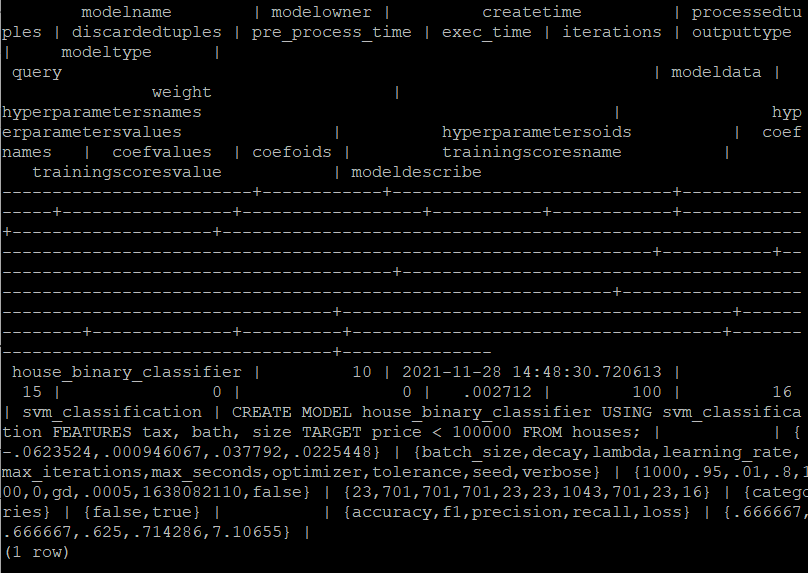 modelname | modelowner | createtime | processedtu
ples | discardedtuples | pre_process_time | exec_time | iterations | outputtype
| modeltype |
query | modeldata |
weight |
hyperparametersnames | hyp
erparametersvalues | hyperparametersoids | coef
names | coefvalues | coefoids | trainingscoresname |
trainingscoresvalue | modeldescribe
-------------------------+------------+----------------------------+------------
-----+-----------------+------------------+-----------+------------+------------
+--------------------+----------------------------------------------------------
-----------------------------------------------------------------+-----------+--
---------------------------------------+----------------------------------------
-------------------------------------------------------------+------------------
---------------------------------+---------------------------------------+------
--------+--------------+----------+-------------------------------------+-------
---------------------------------+---------------
house_binary_classifier | 10 | 2021-11-28 14:48:30.720613 |
15 | 0 | 0 | .002712 | 100 | 16
| svm_classification | CREATE MODEL house_binary_classifier USING svm_classifica
tion FEATURES tax, bath, size TARGET price < 100000 FROM houses; | | {
-.0623524,.000946067,.037792,.0225448} | {batch_size,decay,lambda,learning_rate,
max_iterations,max_seconds,optimizer,tolerance,seed,verbose} | {1000,.95,.01,.8,1
00,0,gd,.0005,1638082110,false} | {23,701,701,701,23,23,1043,701,23,16} | {catego
ries} | {false,true} | | {accuracy,f1,precision,recall,loss} | {.666667,
.666667,.625,.714286,7.10655} |
(1 row)